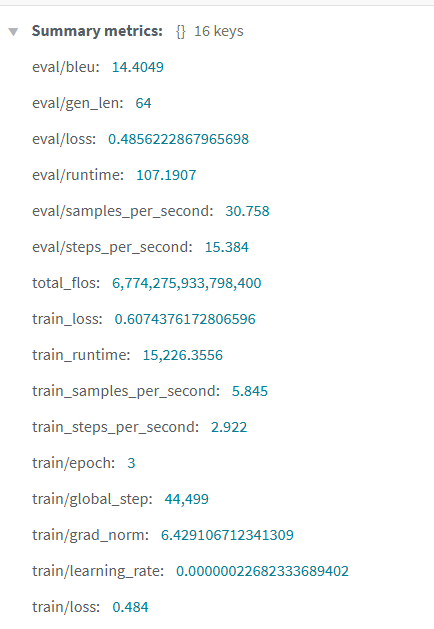 Summary metrics: {} 16 keys
eval/bleu: 14.4049
eval/gen_len: 64
eval/loss: 0.4856222867965698
eval/runtime: 107.1907
eval/samples_per_second: 30.758
eval/steps_per_second: 15.384
total_flos: 6,774,275,933,798,400
train_loss: 0.6074376172806596
train_runtime: 15,226.3556
train_samples_per_second: 5.845
train_steps_per_second: 2.922
train/epoch: 3
train/global_step: 44,499
train/grad_norm: 6.429106712341309
train/learning_rate: 0.00000022682333689402
train/loss: 0.484